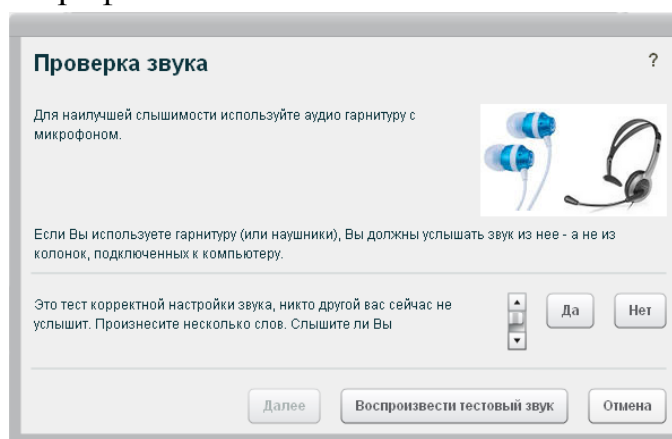 Проверка звука
?
Для наилучшей слышимости используйте аудио гарнитуру с
микрофоном.
Если Вы используете гарнитуру (или наушники), Вы должны услышать звук из нее - а не из
колонок, подключенных к компьютеру.
Это тест корректной настройки звука, никто другой вас сейчас не
услышит. Произнесите несколько слов. Слышите ли Вы
Да
Нет
Далее
Воспроизвести тестовый звук
Отмена